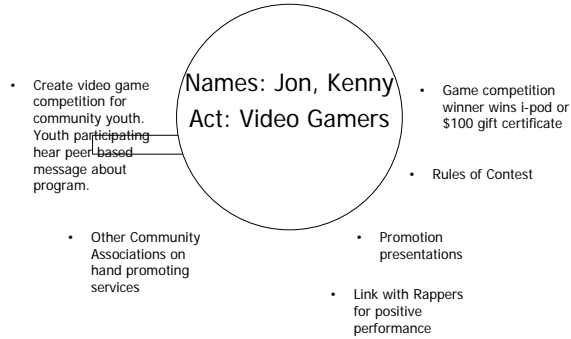 Names: Jon, Kenny
Act: Video Gamers
• Create video game
competition for
community youth.
Youth participating
hear peer based
message about
program.
• Other Community
Associations on
hand promoting
services
• Game competition
winner wins i-pod or
$100 gift certificate
• Rules of Contest
• Promotion
presentations
• Link with Rappers
for positive
performance